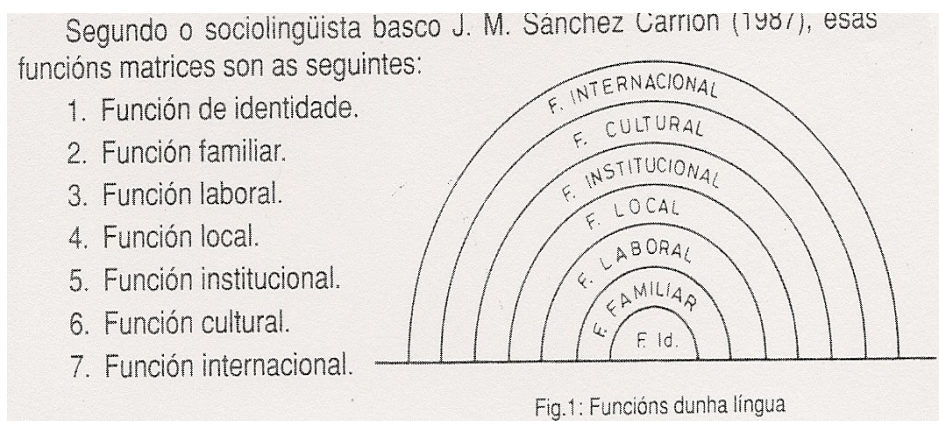 Segundo o sociolingüista basco J. M. Sánchez Carrión (1987), esas
funcións matrices son as seguintes:
1. Función de identidade.
2. Función familiar.
3. Función laboral.
4. Función local.
5. Función institucional.
6. Función cultural.
7. Función internacional.
F. INTERNACIONAL
F. CULTURAL
F. INSTITUCIONAL
F. LOCAL
F. LABORAL
F. FAMILIAR
F. Id.
Fig.1: Funcións dunha língua